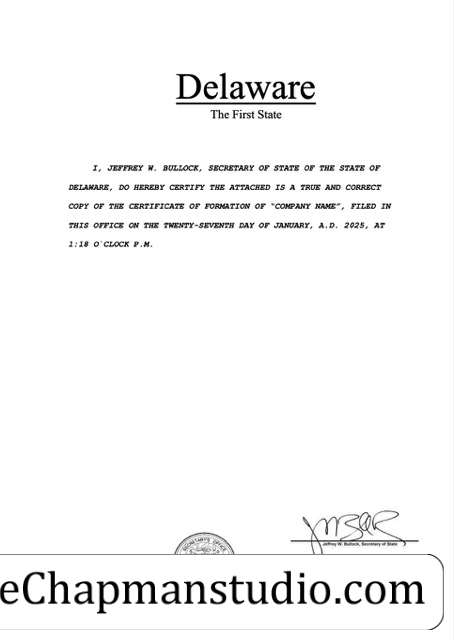 Delaware
The First State
I, JEFFREY W. BULLOCK, SECRETARY OF STATE OF THE STATE OF
DELAWARE, DO HEREBY CERTIFY THE ATTACHED IS A TRUE AND CORRECT
COPY OF THE CERTIFICATE OF FORMATION OF “COMPANY NAME”, FILED IN
THIS OFFICE ON THE TWENTY-SEVENTH DAY OF JANUARY, A.D. 2025, AT
1:18 O`CLOCK P.M.
Jeffrey W. Bullock, Secretary of State
eChapmanstudio.com